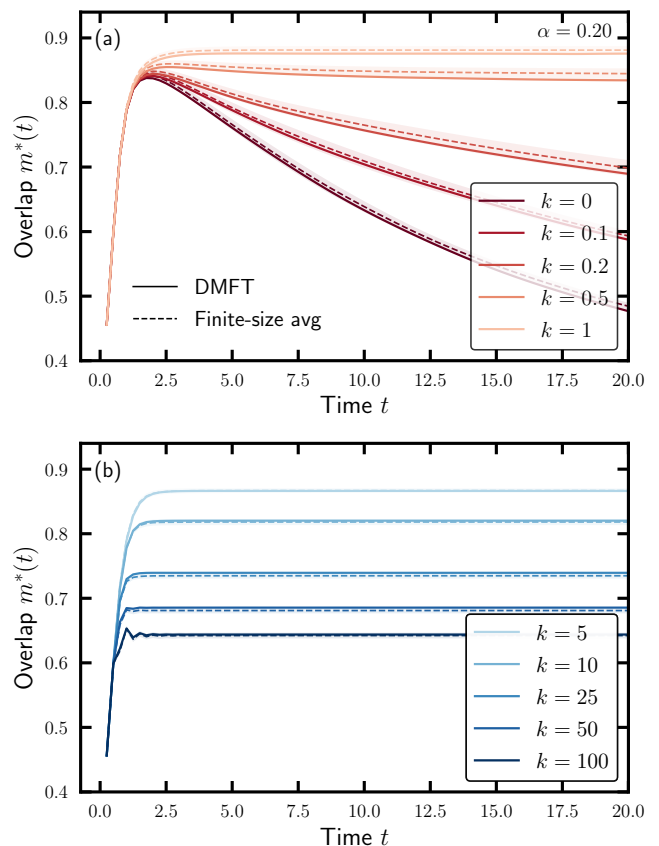 (a)
α = 0.20
0.9
0.8
0.7
0.6
0.5
0.4
Overlap m*(t)
DMFT
Finite-size avg
k = 0
k = 0.1
k = 0.2
k = 0.5
k = 1
0.0 2.5 5.0 7.5 10.0 12.5 15.0 17.5 20.0
Time t
(b)
0.9
0.8
0.7
0.6
0.5
0.4
Overlap m*(t)
k = 5
k = 10
k = 25
k = 50
k = 100
0.0 2.5 5.0 7.5 10.0 12.5 15.0 17.5 20.0
Time t